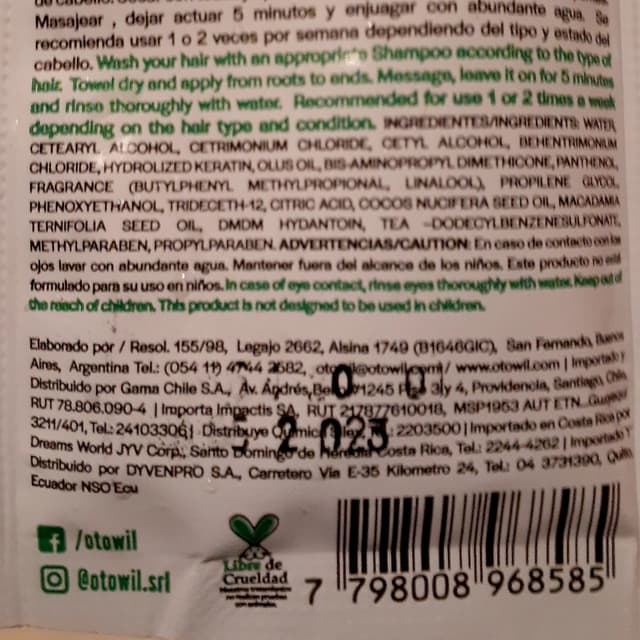 Masajear, dejar actuar 5 minutos y enjuagar con abundante agua. Se
recomienda usar 1 o 2 veces por semana dependiendo del tipo y estado del
cabello. Wash your hair with an appropriate Shampoo according to the type of
hair. Towel dry and apply from roots to ends. Message, leave it on for 5 minutes
and rinse thoroughly with water. Recommended for use 1 or 2 times a week
depending on the hair type and condition. INGREDIENTES/INGREDIENTS: WATER,
CETEARYL ALCOHOL, CETRIMONIUM CHLORIDE, CETYL ALCOHOL, BEHENTRIMONIUM
CHLORIDE, HYDROLIZED KERATIN, OLUS OIL, BIS-AMINOPROPYL DIMETHICONE, PANTHENOL,
FRAGRANCE (BUTYLPHENYL METHYLPROPIONAL, LINALOOL), PROPILENE GLYCOL,
PHENOXYETHANOL, TRIDECETH-12, CITRIC ACID, COCOS NUCIFERA SEED OIL, MACADAMIA
TERNIFOLIA SEED OIL, DMDM HYDANTOIN, TEA -DODECYLBENZENESULFONATE,
METHYLPARABEN, PROPYLPARABEN. ADVERTENCIAS/CAUTION: En caso de contacto con los
ojos lavar con abundante agua. Mantener fuera del alcance de los niños. Este producto no está
formulado para su uso en niños. In case of eye contact, rinse eyes thoroughly with water. Keep out of
the reach of children. This product is not designed to be used in children.
Elaborado por / Resol. 155/98, Legajo 2662, Alsina 1749 (B1646GIC), San Fernando, Buenos
Aires, Argentina Tel.: (054 11) 4744 2682, / www.otowil.com | Importado y
Distribuido por Gama Chile S.A., Av. Andrés 1245 3 y 4, Providencia, Santiago, Chile
RUT 78.806.090-4 | Importa Impactis SA, RUT 217877610018, MSP1953 AUT ETN.
3211/401, Tel.: 24103306 | Distribuye 2203500 | Importado en Costa Rica por
2 023
Dreams World JYV Corp., Santo Domingo de Heredia Costa Rica, Tel.: 2244-4262 | Importado Y
Distribuido por DYVENPRO S.A., Carretero Vía E-35 Kilometro 24, Tel.: 04 3731390, Quito
Ecuador NSO Ecu
/otowil
@otowil.srl
Libre de
Crueldad
7 798008 968585